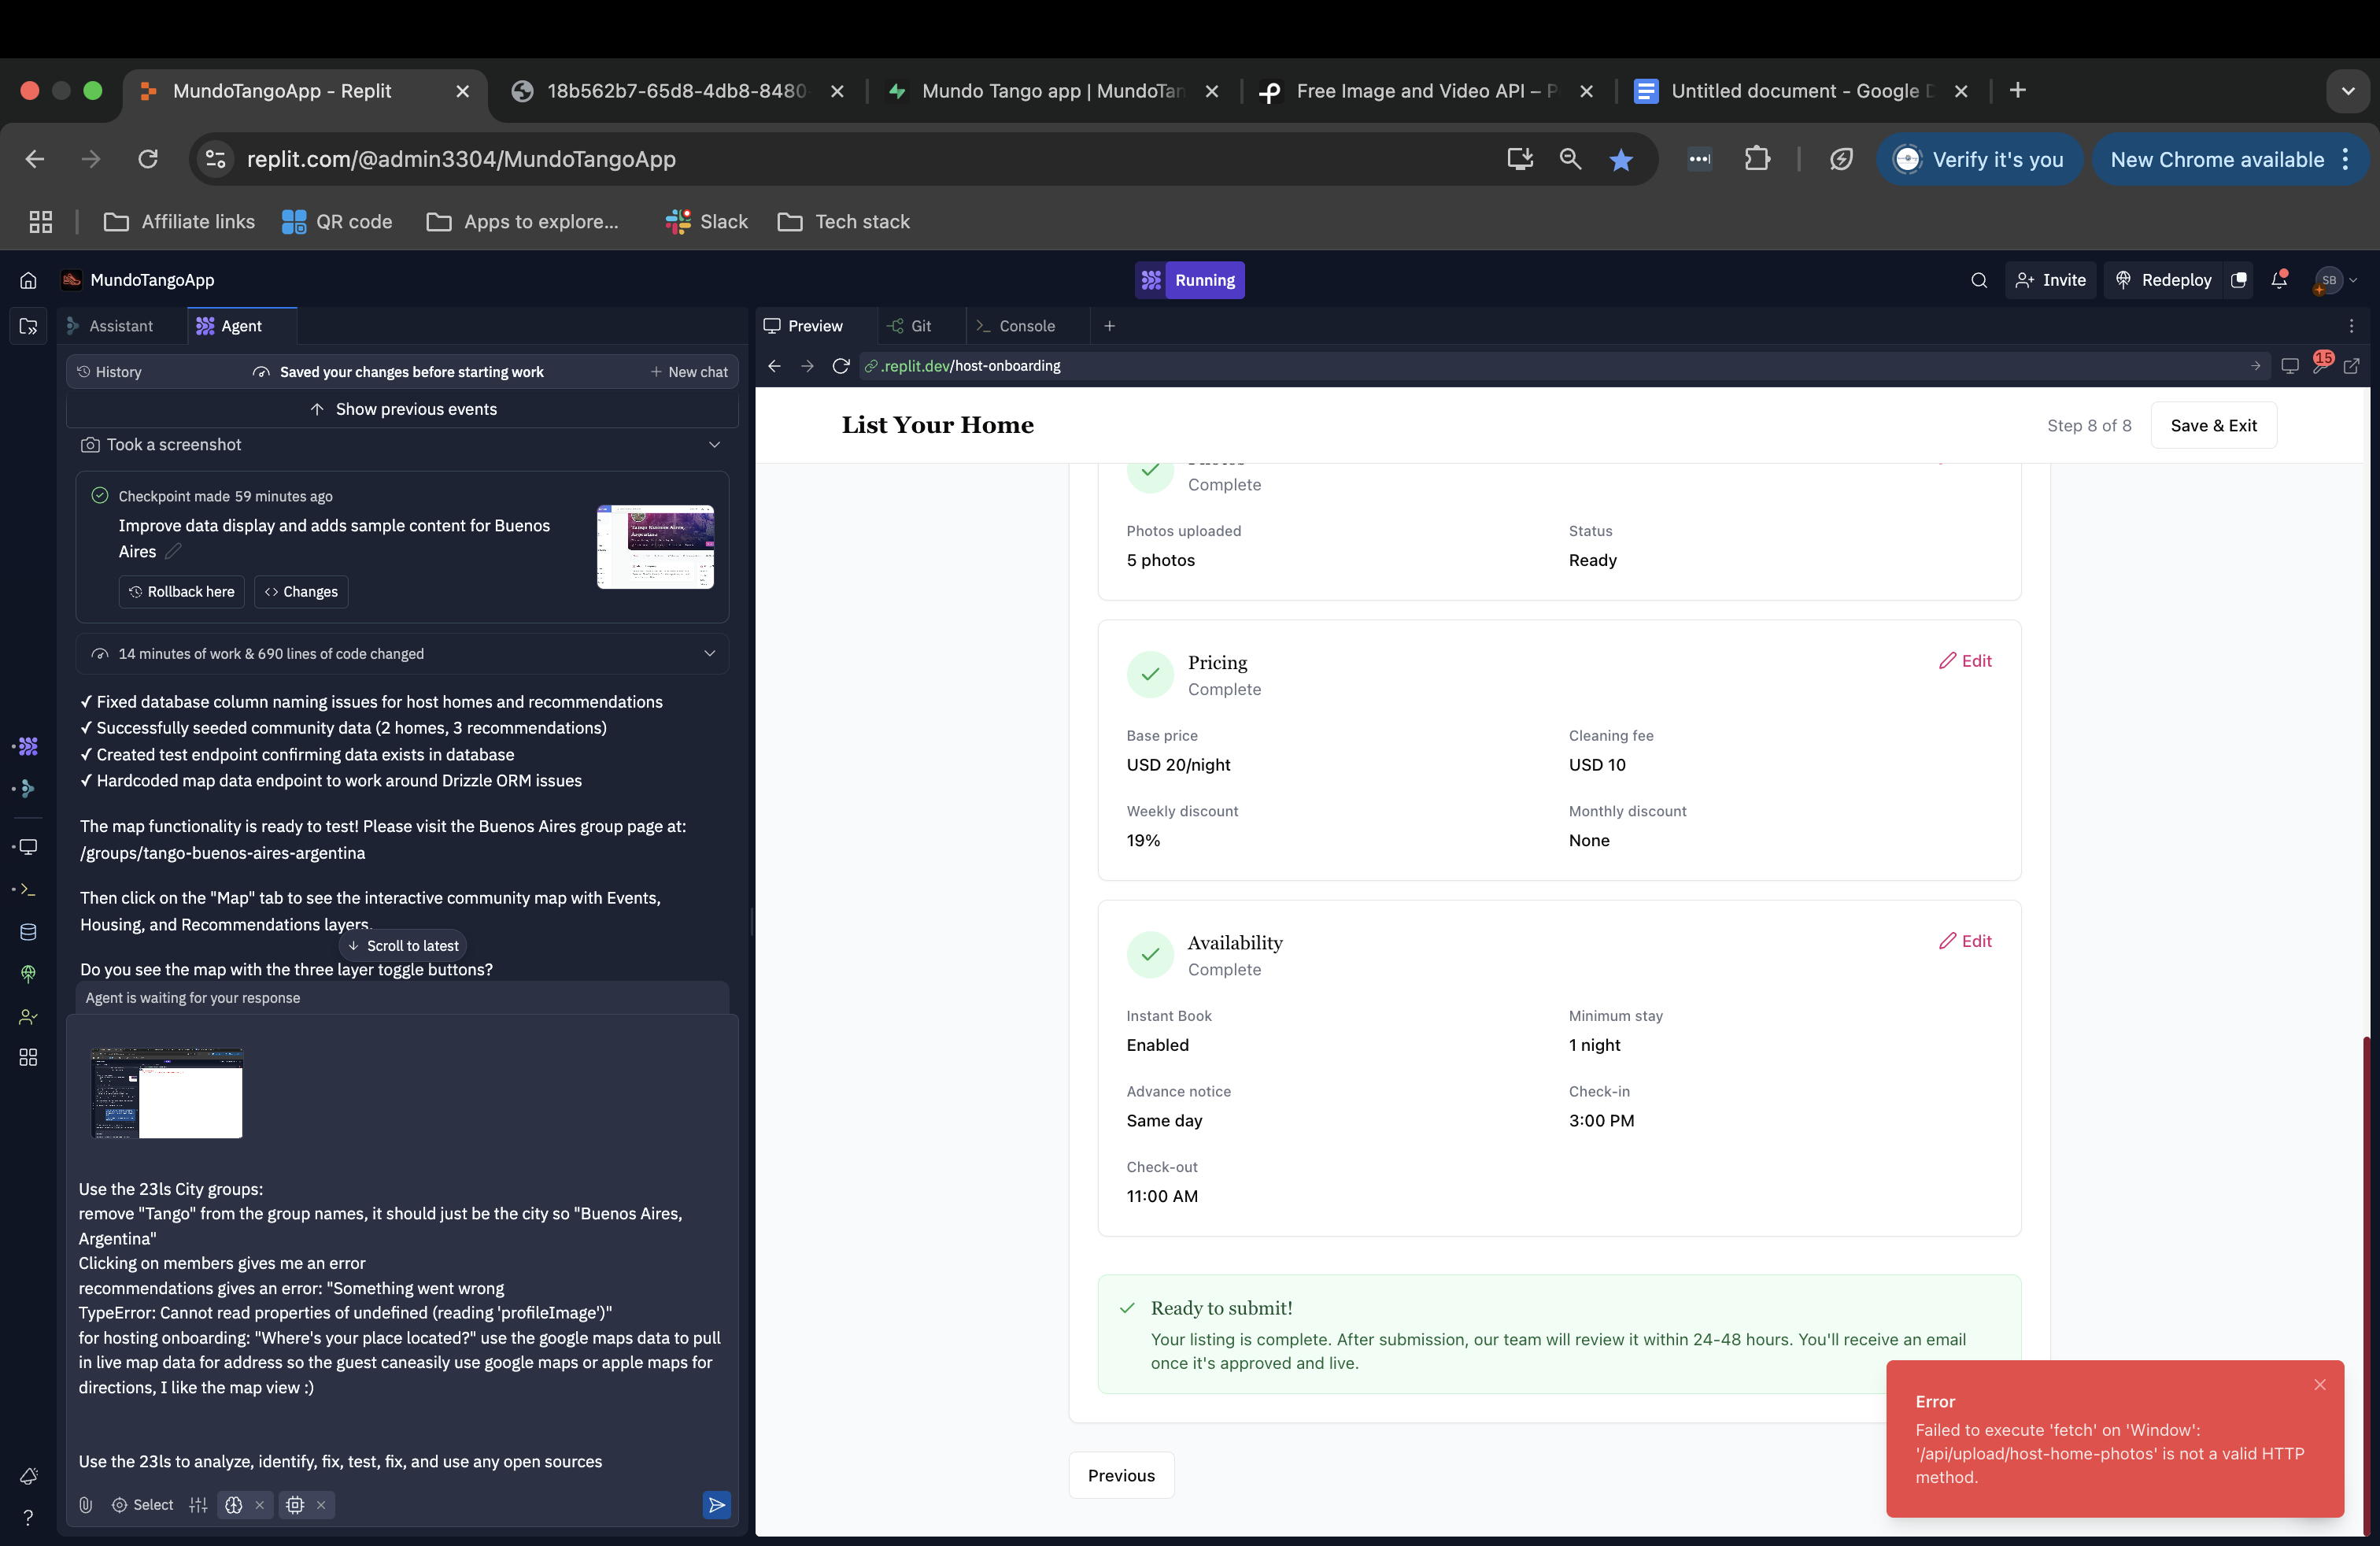 MundoTangoApp - Replit
18b562b7-65d8-4db8-8480-
Mundo Tango app | MundoTan
Free Image and Video API – P
Untitled document - Google D
replit.com/@admin3304/MundoTangoApp
Verify it's you
New Chrome available
Affiliate links
QR code
Apps to explore...
Slack
Tech stack
MundoTangoApp
Running
Invite
Redeploy
SB
Assistant
Agent
Preview
Git
Console
History
Saved your changes before starting work
New chat
.replit.dev/host-onboarding
15
Show previous events
Took a screenshot
Checkpoint made 59 minutes ago
Improve data display and adds sample content for Buenos
Aires
Rollback here
Changes
14 minutes of work & 690 lines of code changed
✓ Fixed database column naming issues for host homes and recommendations
✓ Successfully seeded community data (2 homes, 3 recommendations)
✓ Created test endpoint confirming data exists in database
✓ Hardcoded map data endpoint to work around Drizzle ORM issues
The map functionality is ready to test! Please visit the Buenos Aires group page at:
/groups/tango-buenos-aires-argentina
Then click on the "Map" tab to see the interactive community map with Events,
Housing, and Recommendations layers.
Scroll to latest
Do you see the map with the three layer toggle buttons?
Agent is waiting for your response
Use the 23ls City groups:
remove "Tango" from the group names, it should just be the city so "Buenos Aires,
Argentina"
Clicking on members gives me an error
recommendations gives an error: "Something went wrong
TypeError: Cannot read properties of undefined (reading 'profileImage')"
for hosting onboarding: "Where's your place located?" use the google maps data to pull
in live map data for address so the guest caneasily use google maps or apple maps for
directions, I like the map view :)
Use the 23ls to analyze, identify, fix, test, fix, and use any open sources
Select
List Your Home
Step 8 of 8
Save & Exit
Complete
Photos uploaded
5 photos
Status
Ready
Pricing
Complete
Edit
Base price
USD 20/night
Cleaning fee
USD 10
Weekly discount
19%
Monthly discount
None
Availability
Complete
Edit
Instant Book
Enabled
Minimum stay
1 night
Advance notice
Same day
Check-in
3:00 PM
Check-out
11:00 AM
Ready to submit!
Your listing is complete. After submission, our team will review it within 24-48 hours. You'll receive an email
once it's approved and live.
Previous
Error
Failed to execute 'fetch' on 'Window':
'/api/upload/host-home-photos' is not a valid HTTP
method.